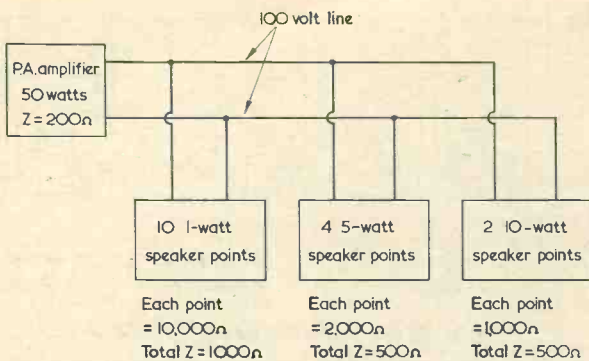 100 volt line
P.A. amplifier
50 watts
Z = 200Ω
10 1-watt
speaker points
4 5-watt
speaker points
2 10-watt
speaker points
Each point
= 10,000Ω
Total Z = 1000Ω
Each point
= 2,000Ω
Total Z = 500Ω
Each point
= 1,000Ω
Total Z = 500Ω